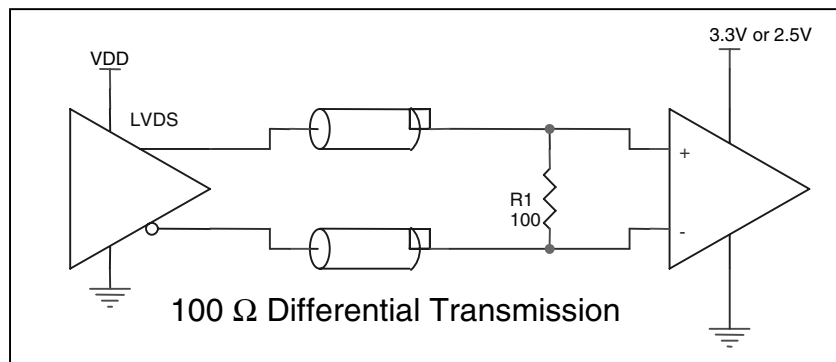 3.3V or 2.5V
VDD
LVDS
+
R1
100
-
100 Ω Differential Transmission